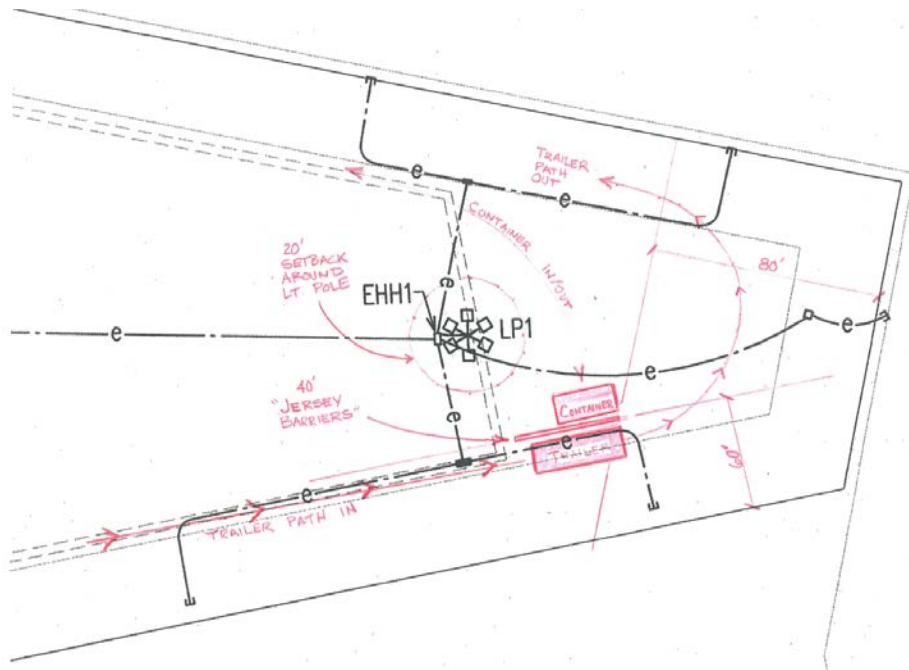 e
TRAILER
PATH
OUT
e
e
CONTAINER
IN/OUT
20'
SETBACK
AROUND
LT. POLE
EHH1
e
80'
LP1
e
e
e
40'
"JERSEY
BARRIERS"
CONTAINER
e
e
TRAILER
60'
e
TRAILER PATH IN